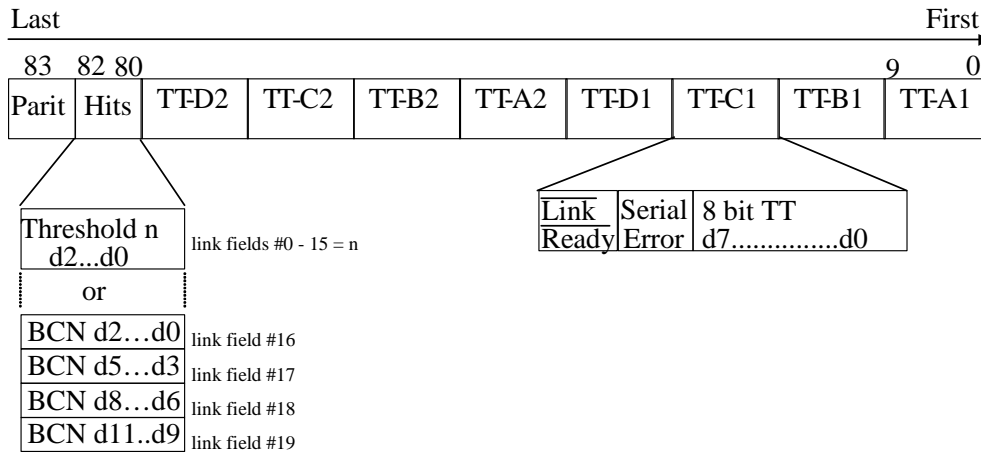 Last First
83 82 80 9 0
Parit Hits TT-D2 TT-C2 TT-B2 TT-A2 TT-D1 TT-C1 TT-B1 TT-A1
Link Serial 8 bit TT
Ready Error d7...............d0
Threshold n
d2...d0
link fields #0 - 15 = n
or
BCN d2…d0 link field #16
BCN d5…d3 link field #17
BCN d8…d6 link field #18
BCN d11..d9 link field #19